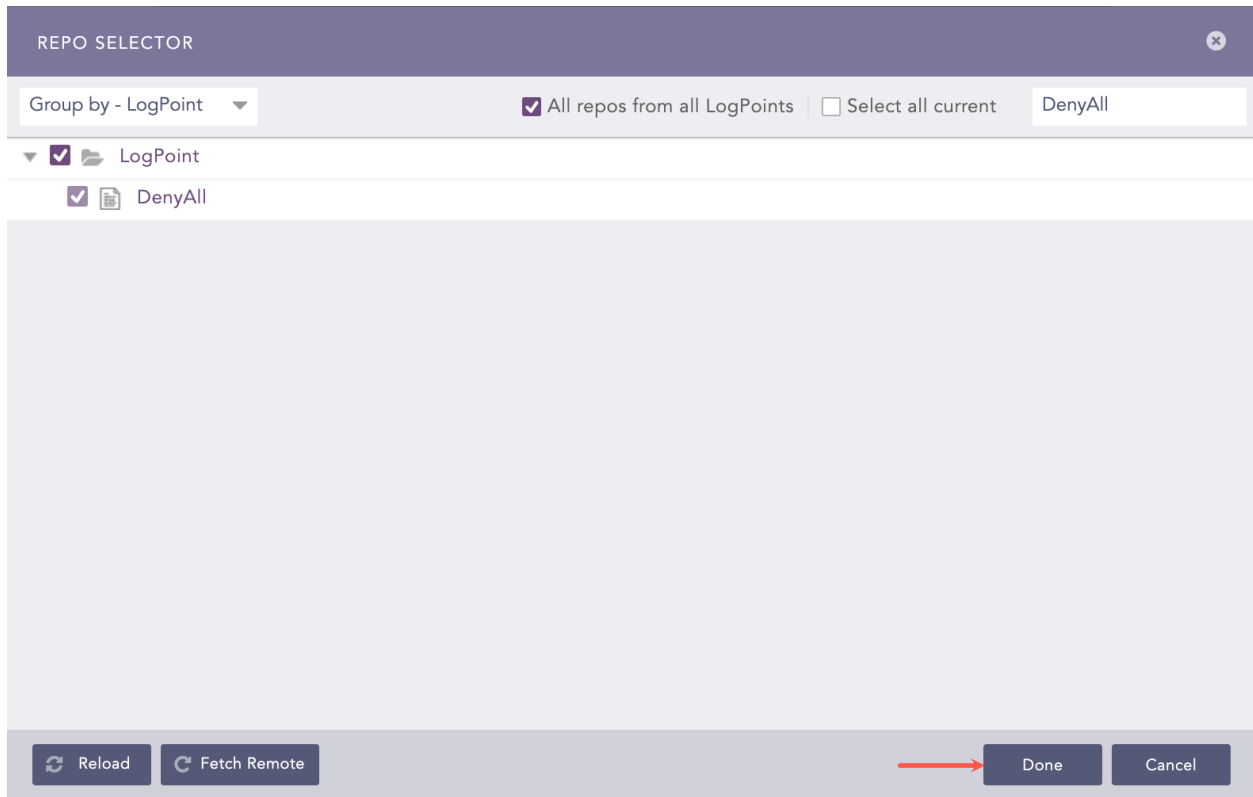 REPO SELECTOR
Group by - LogPoint All repos from all LogPoints Select all current DenyAll
LogPoint
DenyAll
Reload Fetch Remote Done Cancel